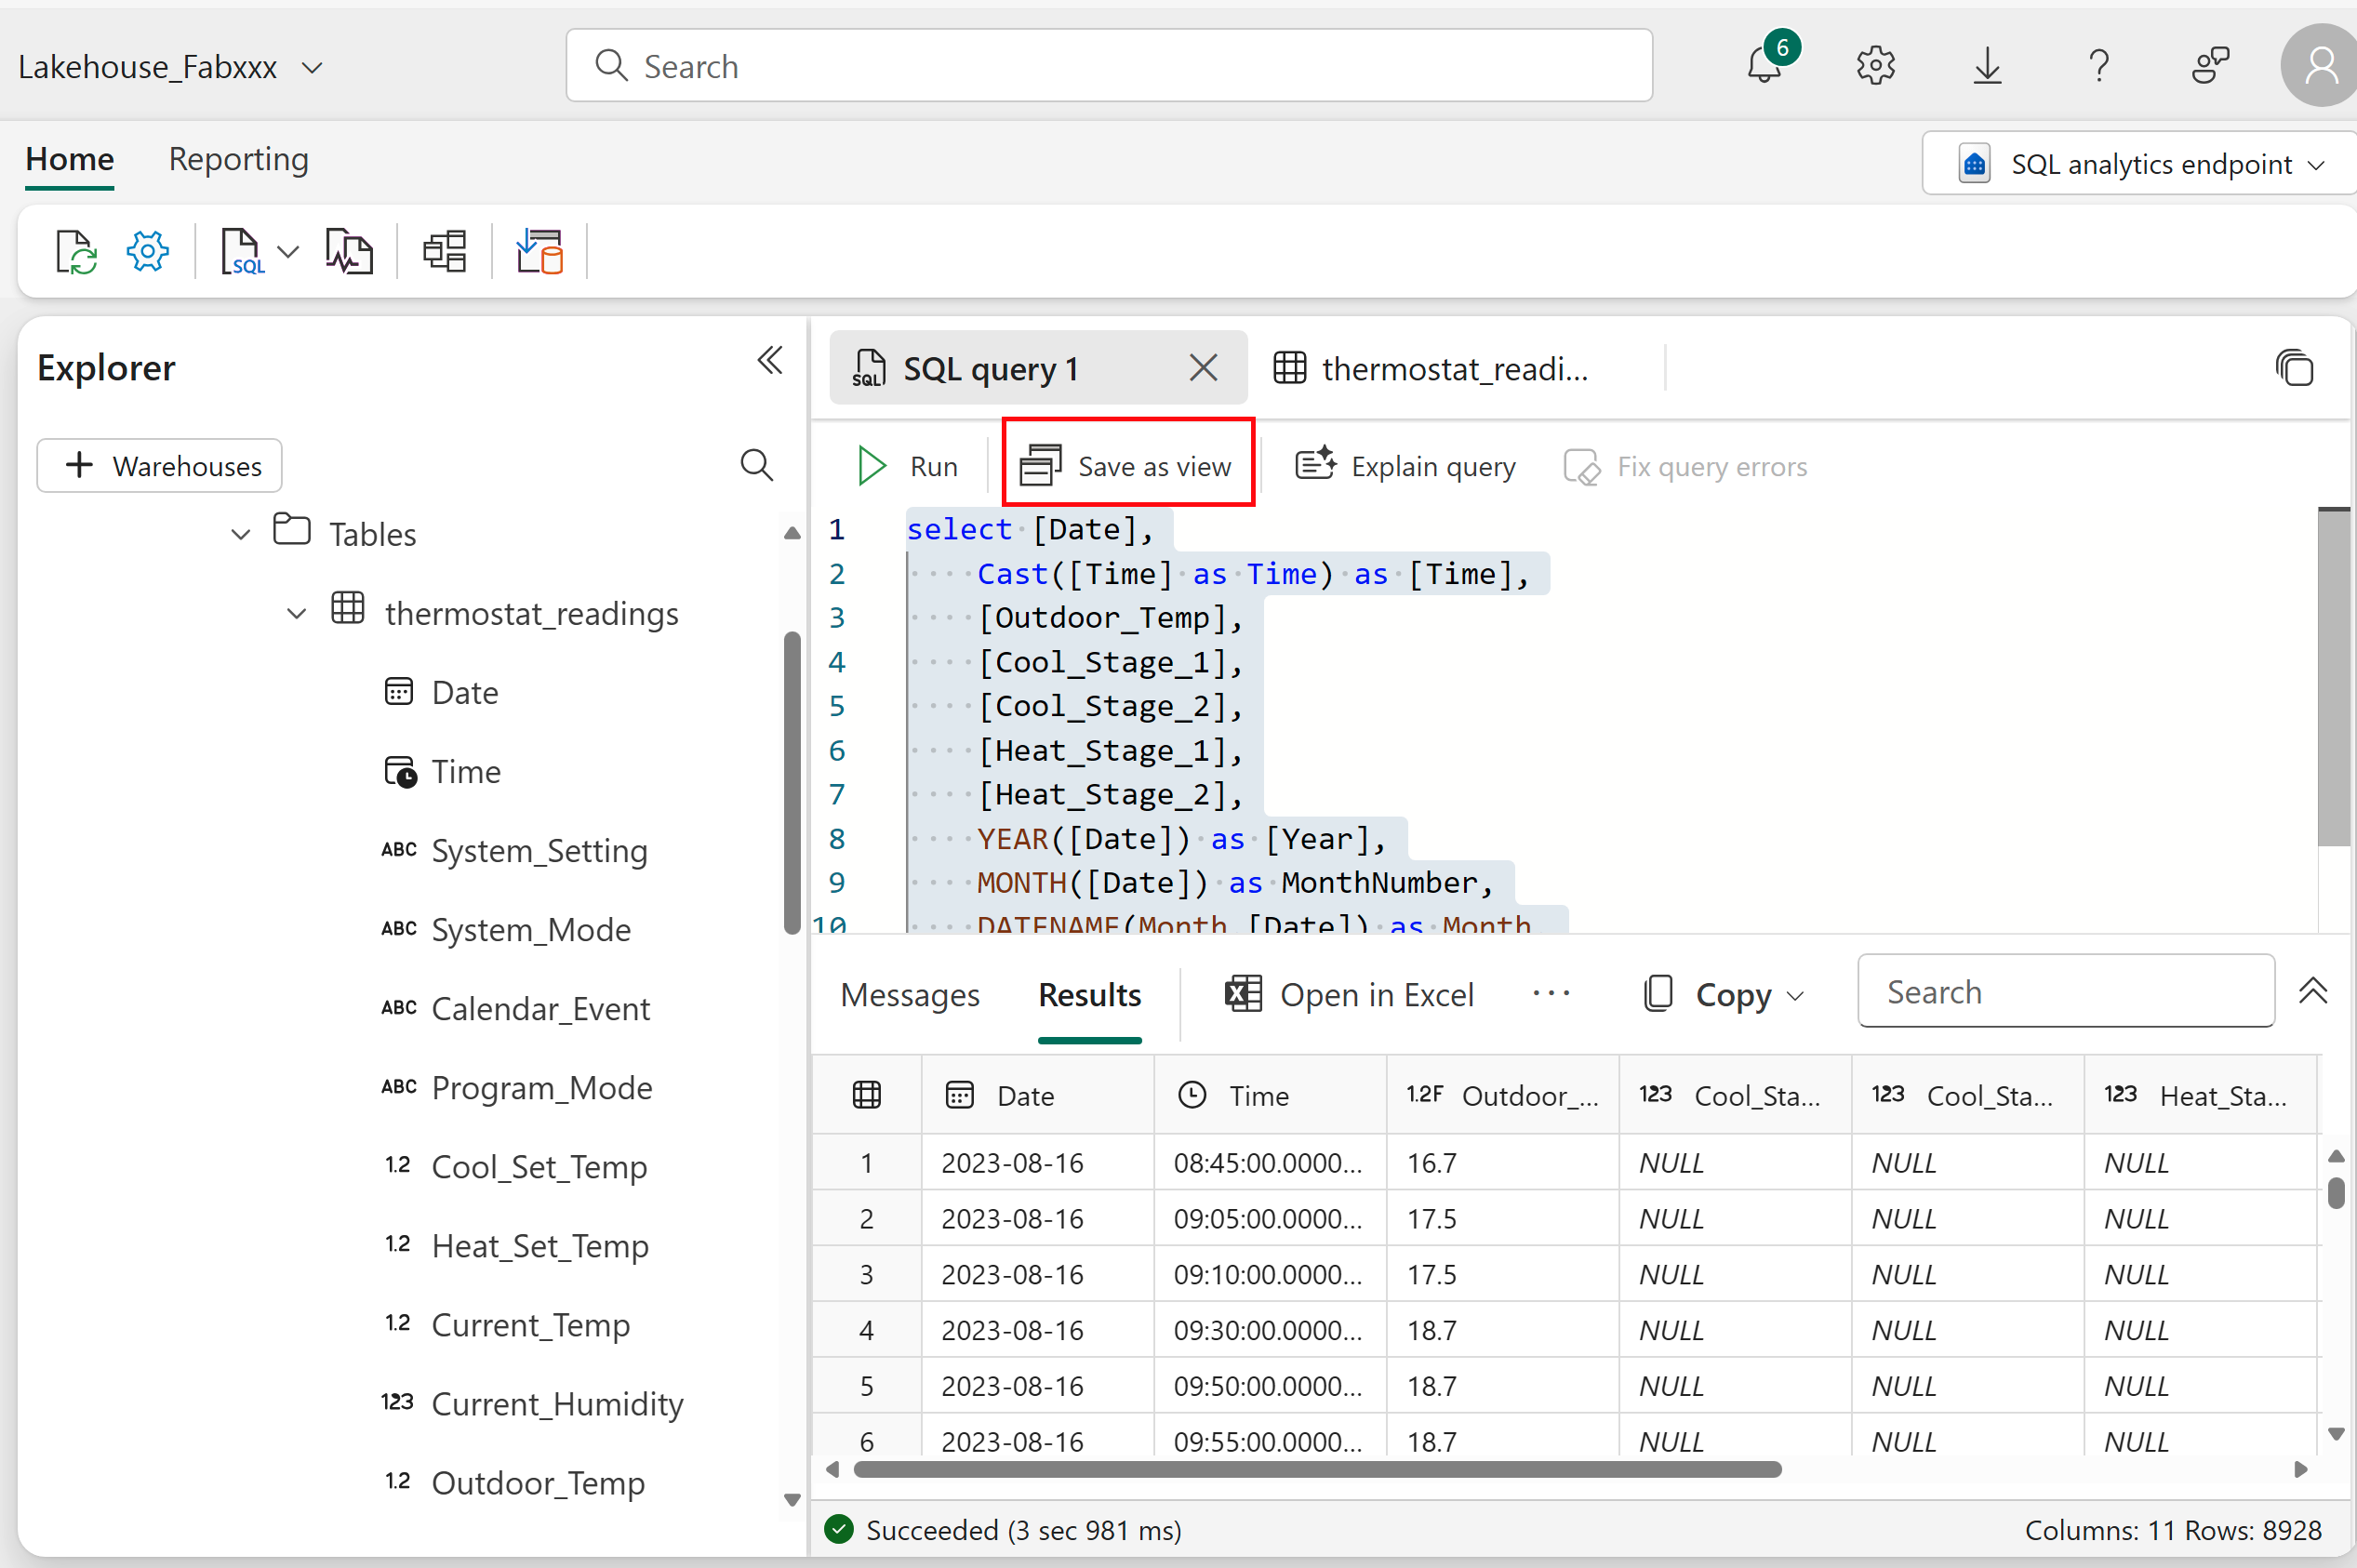 Lakehouse_Fabxxx
Search
6
Home Reporting
SQL analytics endpoint
SQL
Explorer
SQL query 1
thermostat_readi...
Warehouses
Run Save as view Explain query Fix query errors
Tables
thermostat_readings
Date
Time
ABC System_Setting
ABC System_Mode
ABC Calendar_Event
ABC Program_Mode
1.2 Cool_Set_Temp
1.2 Heat_Set_Temp
1.2 Current_Temp
123 Current_Humidity
1.2 Outdoor_Temp
1 select [Date],
2 Cast([Time] as Time) as [Time],
3 [Outdoor_Temp],
4 [Cool_Stage_1],
5 [Cool_Stage_2],
6 [Heat_Stage_1],
7 [Heat_Stage_2],
8 YEAR([Date]) as [Year],
9 MONTH([Date]) as MonthNumber,
10 DATENAME(Month,[Date]) as Month
Messages Results Open in Excel ... Copy Search
Date Time 1.2F Outdoor_... 123 Cool_Sta... 123 Cool_Sta... 123 Heat_Sta...
1 2023-08-16 08:45:00.0000... 16.7 NULL NULL NULL
2 2023-08-16 09:05:00.0000... 17.5 NULL NULL NULL
3 2023-08-16 09:10:00.0000... 17.5 NULL NULL NULL
4 2023-08-16 09:30:00.0000... 18.7 NULL NULL NULL
5 2023-08-16 09:50:00.0000... 18.7 NULL NULL NULL
6 2023-08-16 09:55:00.0000... 18.7 NULL NULL NULL
Succeeded (3 sec 981 ms)
Columns: 11 Rows: 8928